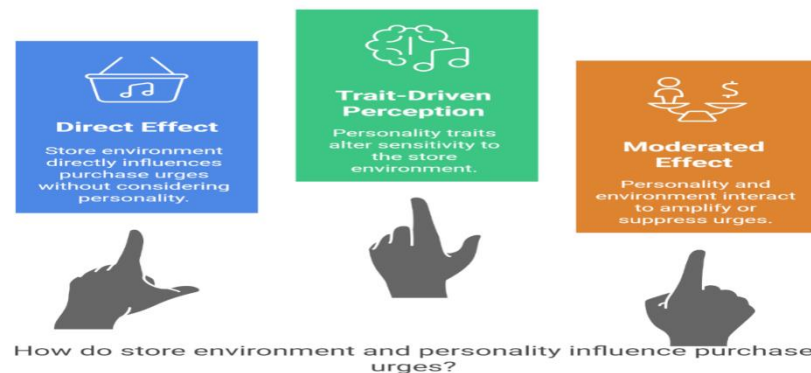 Direct Effect
Store environment
directly influences
purchase urges
without considering
personality.
Trait-Driven
Perception
Personality traits
alter sensitivity to
the store
environment.
$
Moderated
Effect
Personality and
environment interact
to amplify or
suppress urges.
How do store environment and personality influence purchase
urges?